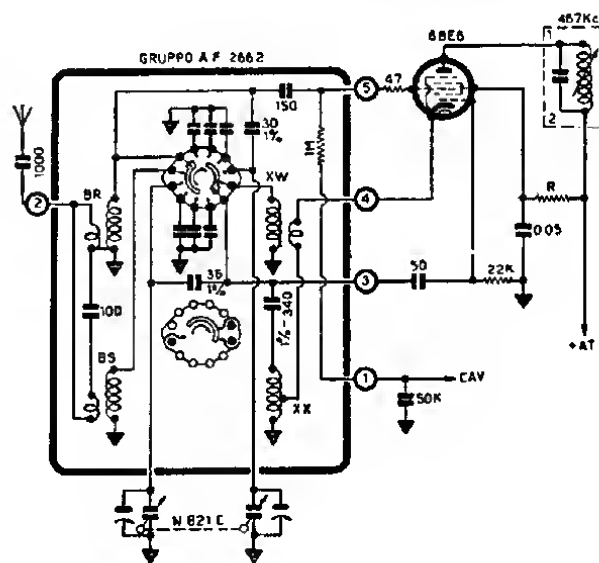 467Kc
6BE6
1
2
GRUPPO A.F. 2662
5
47
150
30
1%
1M
1000
2
BR
XW
4
R
0.05
100
35
1%
3
50
22K
1%-340
+AT
BS
XX
1
CAV
50K
N 821 C